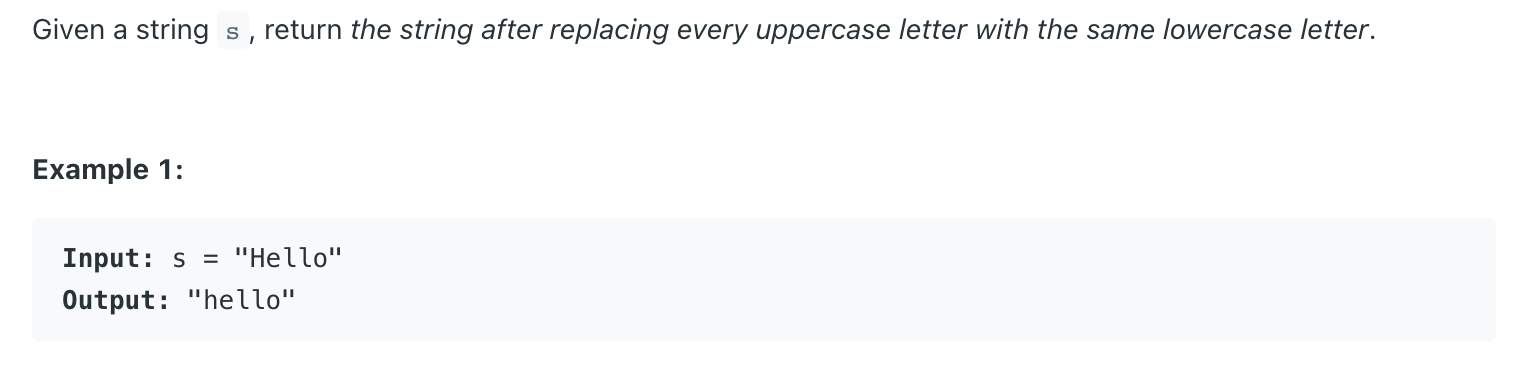 Given a string s, return the string after replacing every uppercase letter with the same lowercase letter.
Example 1:
Input: s = "Hello"
Output: "hello"